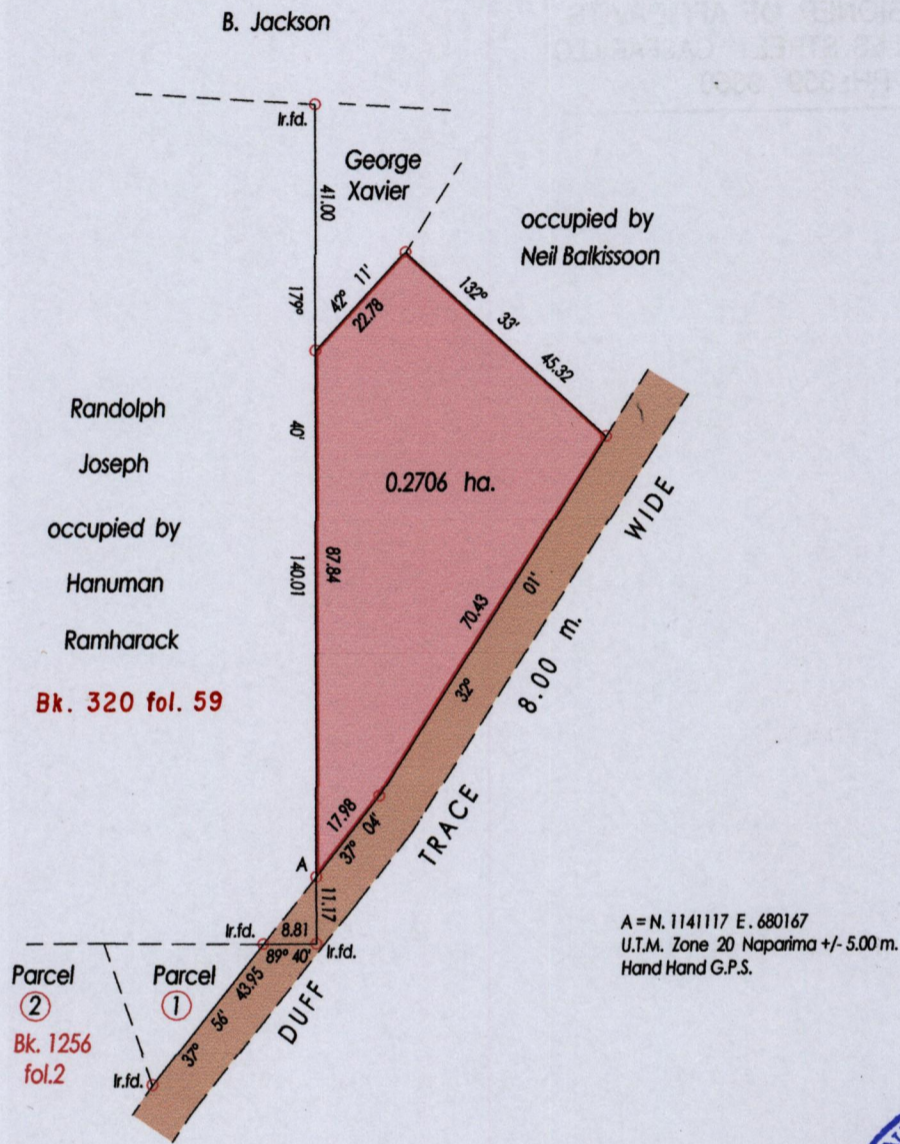 B. Jackson
Ir.fd.
George
Xavier
41.00
occupied by
Neil Balkissoon
42° 11'
22.78
132° 33'
45.32
179° 40'
140.01
87.84
Randolph
Joseph
occupied by
Hanuman
Ramharack
Bk. 320 fol. 59
0.2706 ha.
70.43
32° 01'
8.00 m. WIDE
17.98
37° 04'
DUFF TRACE
A
11.17
Ir.fd.
8.81
89° 40'
Ir.fd.
Parcel
2
Bk. 1256
fol.2
Parcel
1
43.95
37° 56'
Ir.fd.
A = N. 1141117 E. 680167
U.T.M. Zone 20 Naparima +/- 5.00 m.
Hand Hand G.P.S.